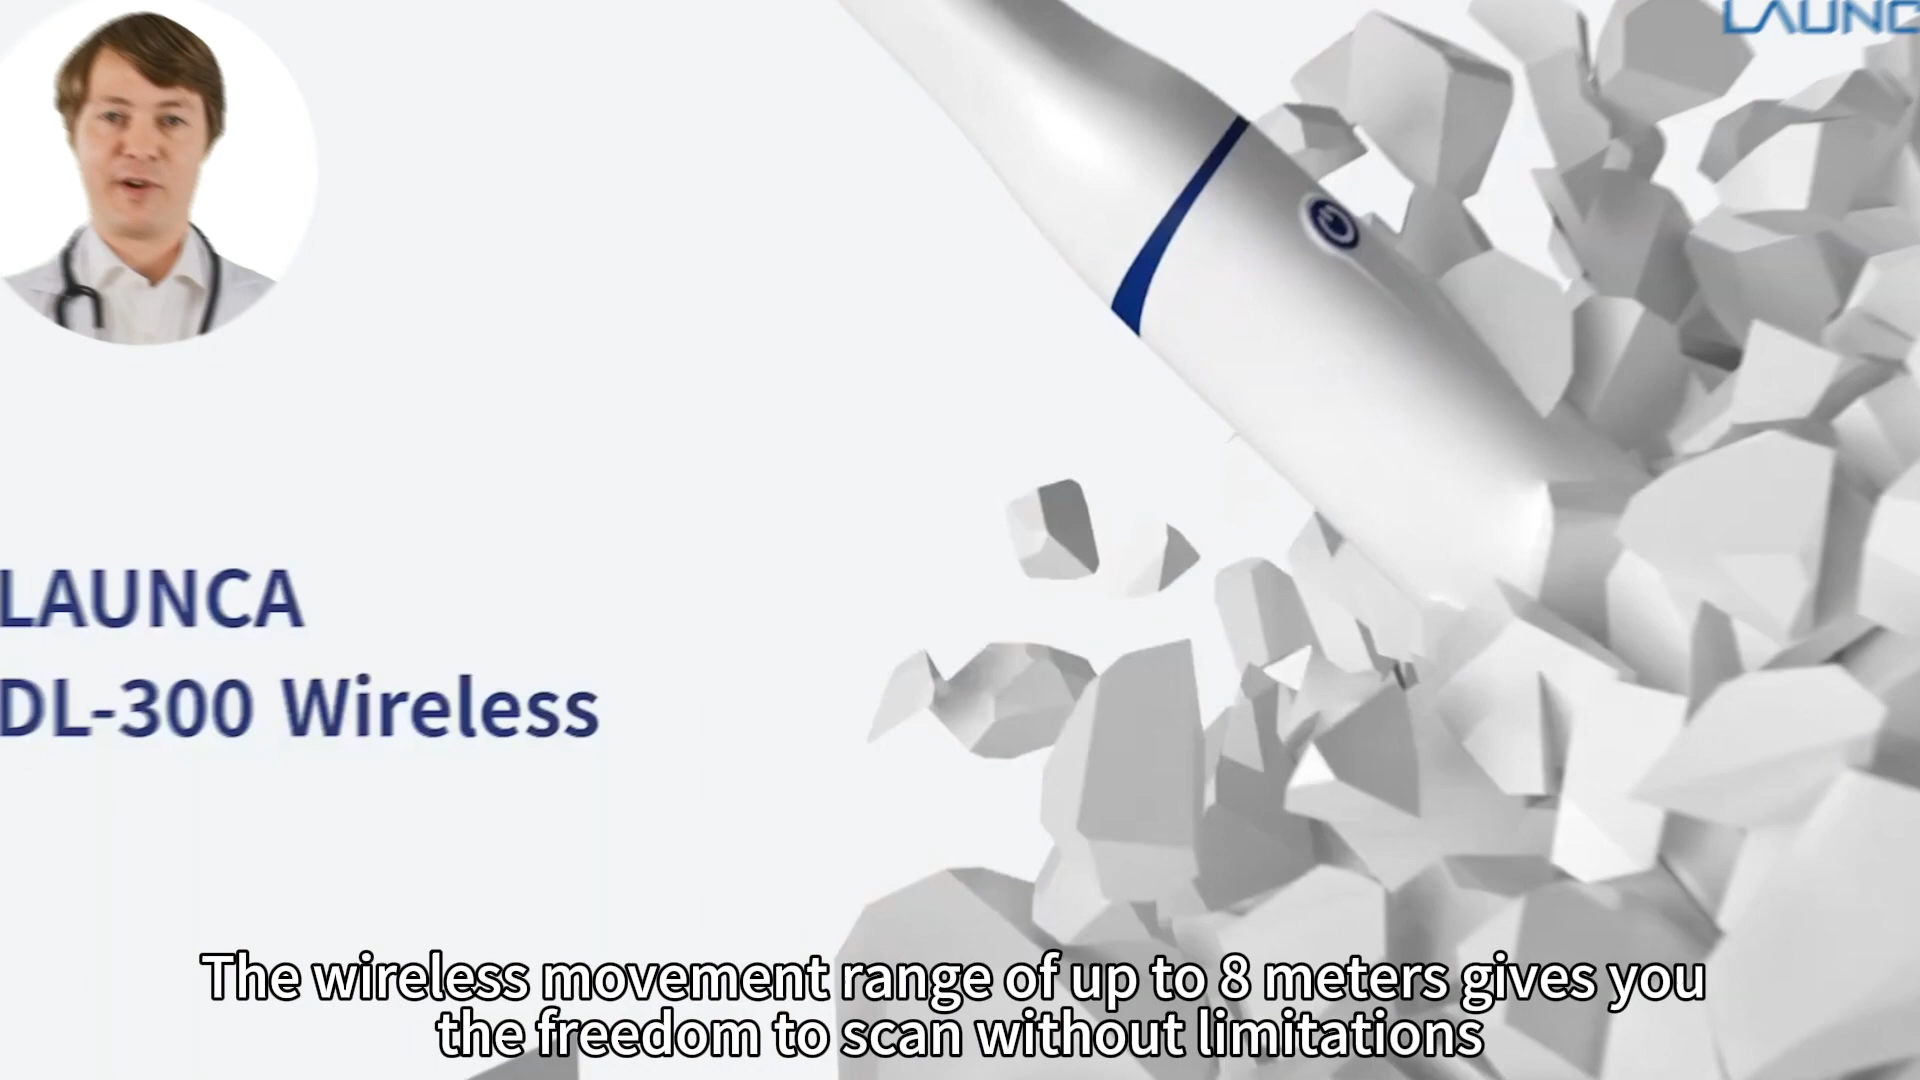 LAUNC
LAUNCA
DL-300 Wireless
The wireless movement range of up to 8 meters gives you
the freedom to scan without limitations